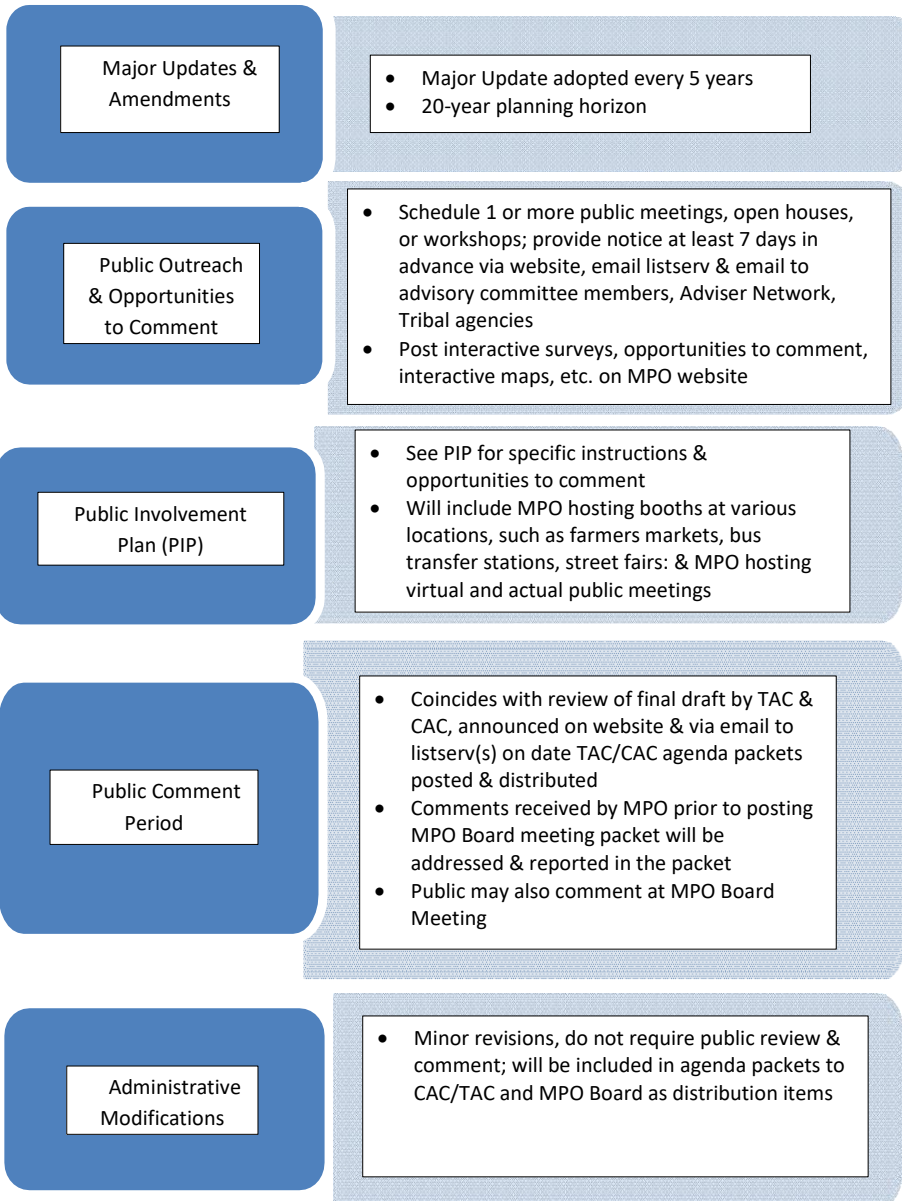 Major Updates &
Amendments
• Major Update adopted every 5 years
• 20-year planning horizon
Public Outreach
& Opportunities
to Comment
• Schedule 1 or more public meetings, open houses,
or workshops; provide notice at least 7 days in
advance via website, email listserv & email to
advisory committee members, Adviser Network,
Tribal agencies
• Post interactive surveys, opportunities to comment,
interactive maps, etc. on MPO website
Public Involvement
Plan (PIP)
• See PIP for specific instructions &
opportunities to comment
• Will include MPO hosting booths at various
locations, such as farmers markets, bus
transfer stations, street fairs: & MPO hosting
virtual and actual public meetings
Public Comment
Period
• Coincides with review of final draft by TAC &
CAC, announced on website & via email to
listserv(s) on date TAC/CAC agenda packets
posted & distributed
• Comments received by MPO prior to posting
MPO Board meeting packet will be
addressed & reported in the packet
• Public may also comment at MPO Board
Meeting
Administrative
Modifications
• Minor revisions, do not require public review &
comment; will be included in agenda packets to
CAC/TAC and MPO Board as distribution items